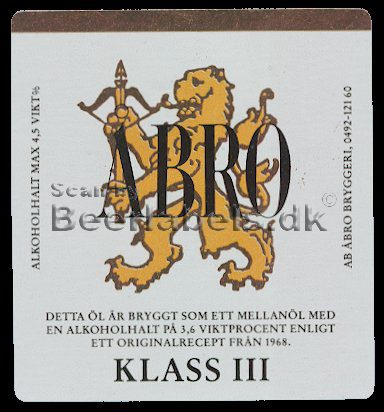 ÅBRO
ALKOHOLHALT MAX 4,5 VIKT%
AB ÅBRO BRYGGERI, 0492-121 60
Scandin
Beerlabels.dk
©
DETTA ÖL ÄR BRYGGT SOM ETT MELLANÖL MED
EN ALKOHOLHALT PÅ 3,6 VIKTPROCENT ENLIGT
ETT ORIGINALRECEPT FRÅN 1968.
KLASS III